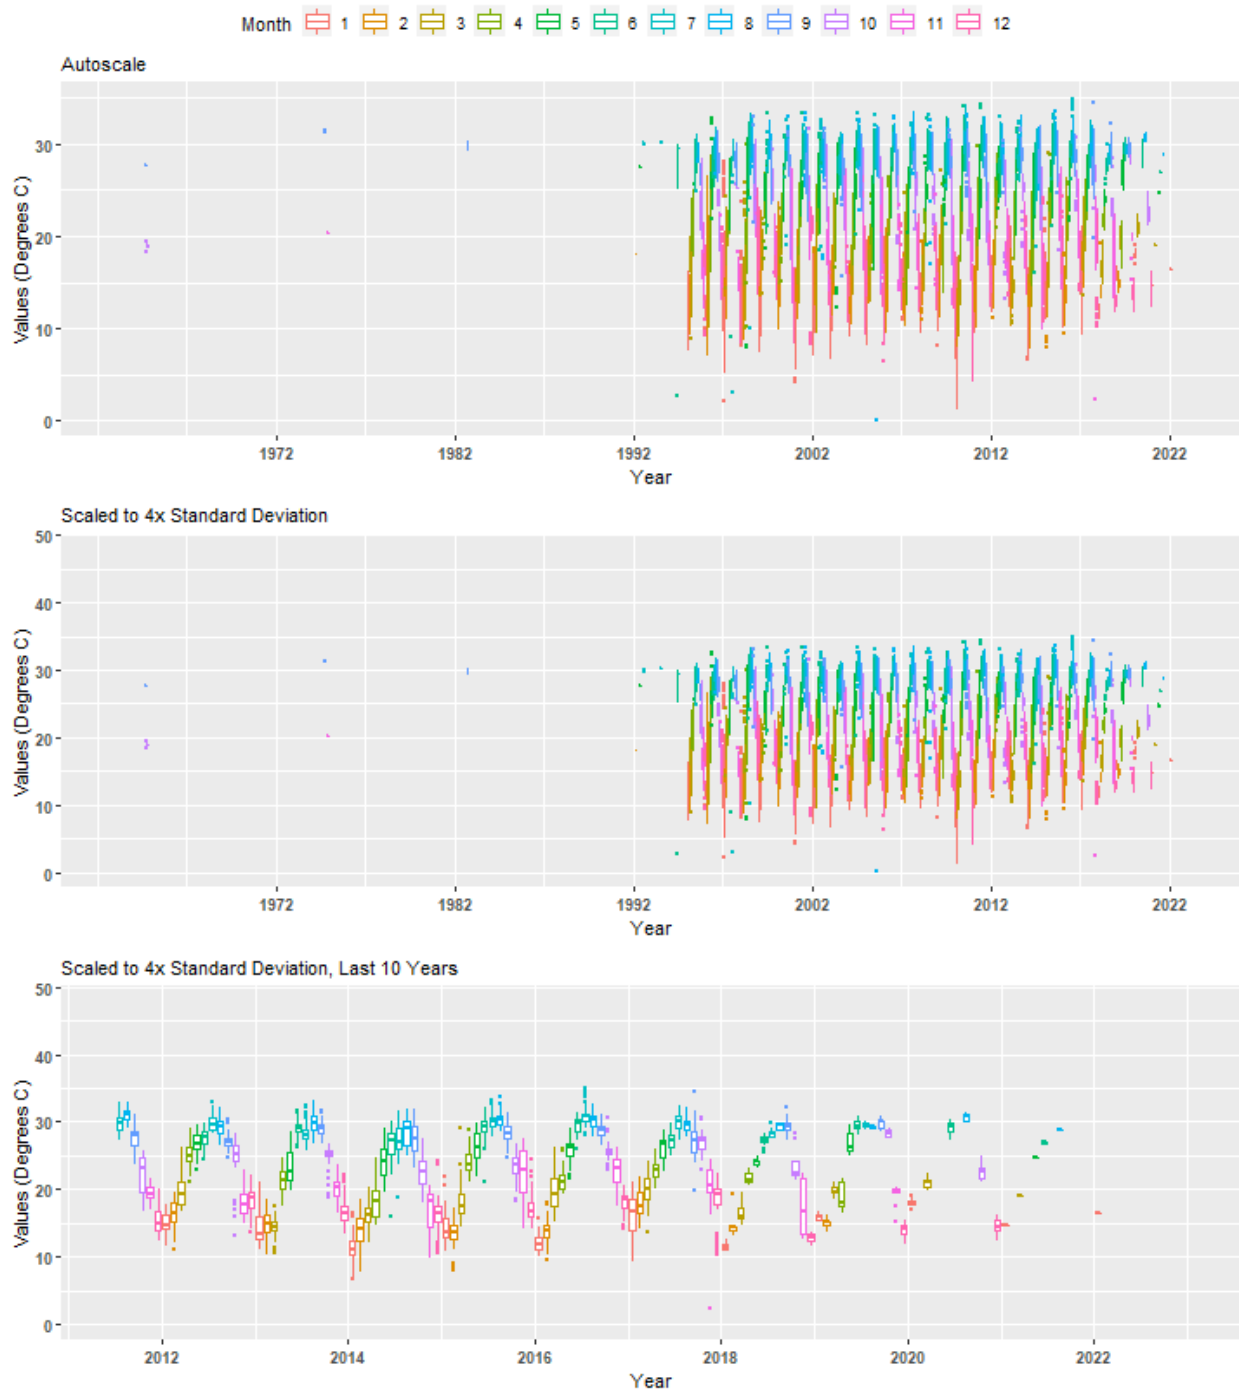 Month 1 2 3 4 5 6 7 8 9 10 11 12
Autoscale
Values (Degrees C)
30
20
10
0
1972 1982 1992 2002 2012 2022
Year
Scaled to 4x Standard Deviation
Values (Degrees C)
50
40
30
20
10
0
1972 1982 1992 2002 2012 2022
Year
Scaled to 4x Standard Deviation, Last 10 Years
Values (Degrees C)
50
40
30
20
10
0
2012 2014 2016 2018 2020 2022
Year